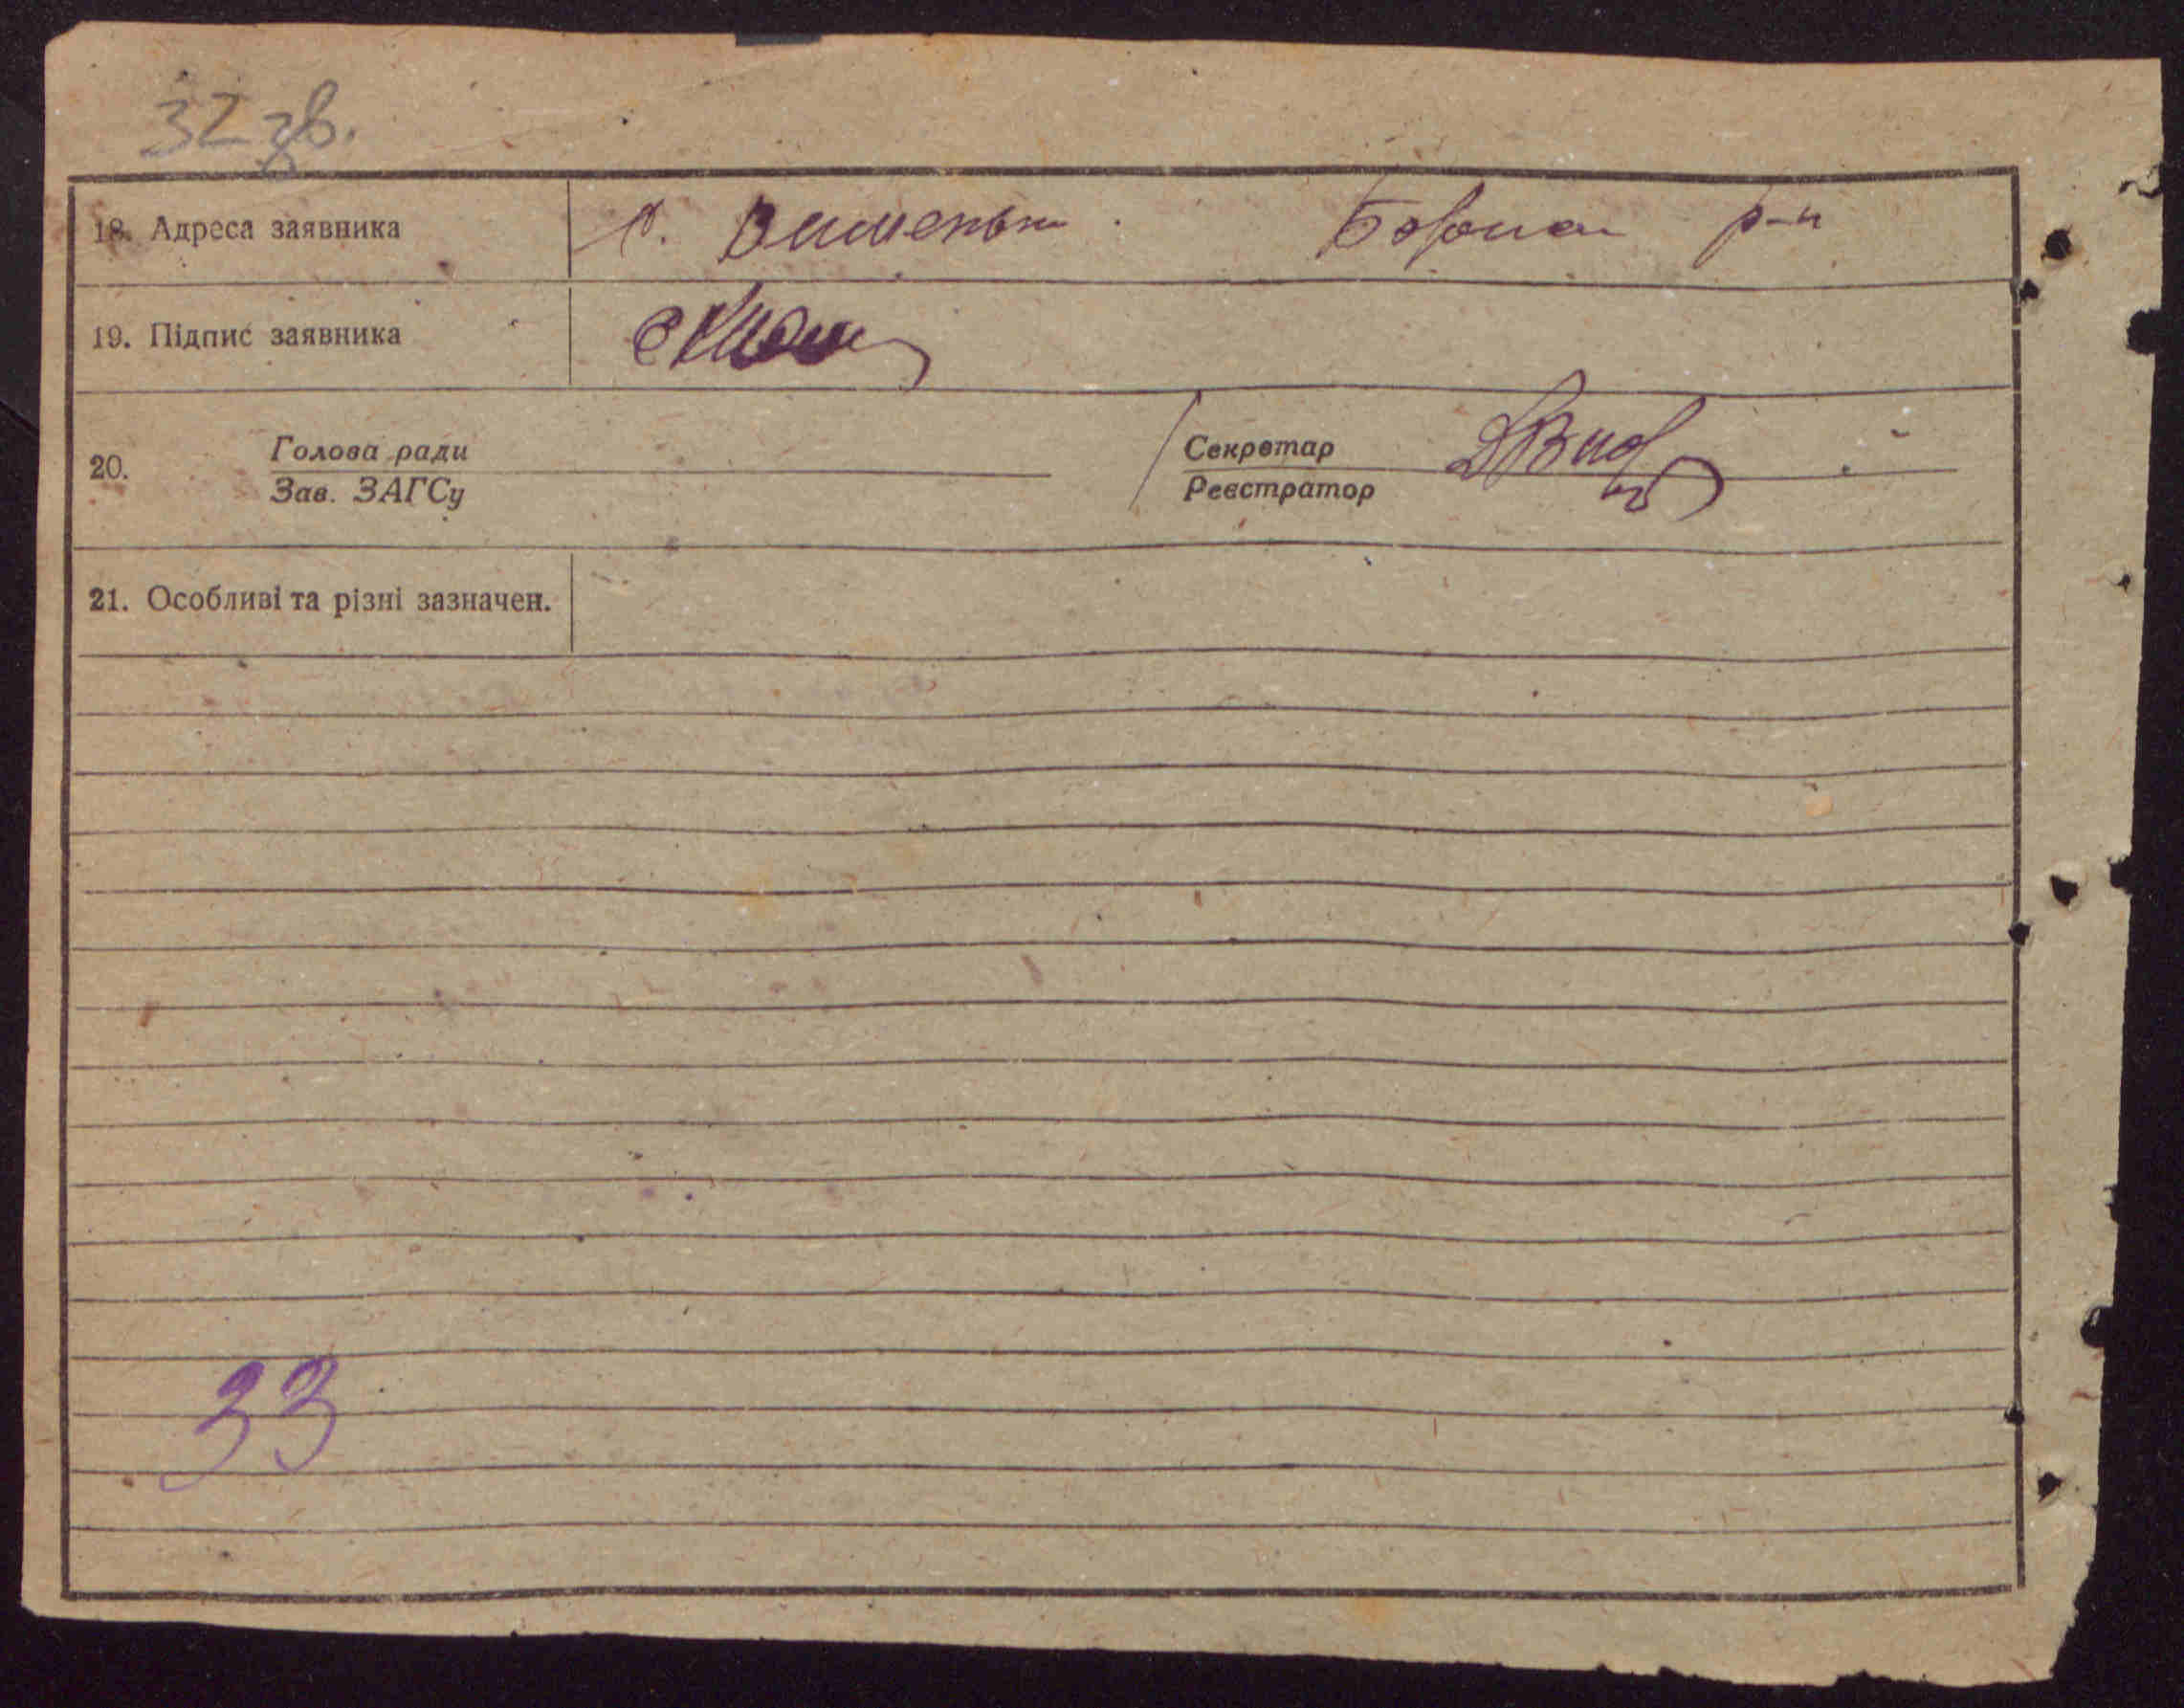 32 зв.
18. Адреса заявника с. Вишеньки р-н
19. Підпис заявника
20. Голова ради Секретар
Зав. ЗАГСу Реєстратор
21. Особливі та різні зазначен.
33